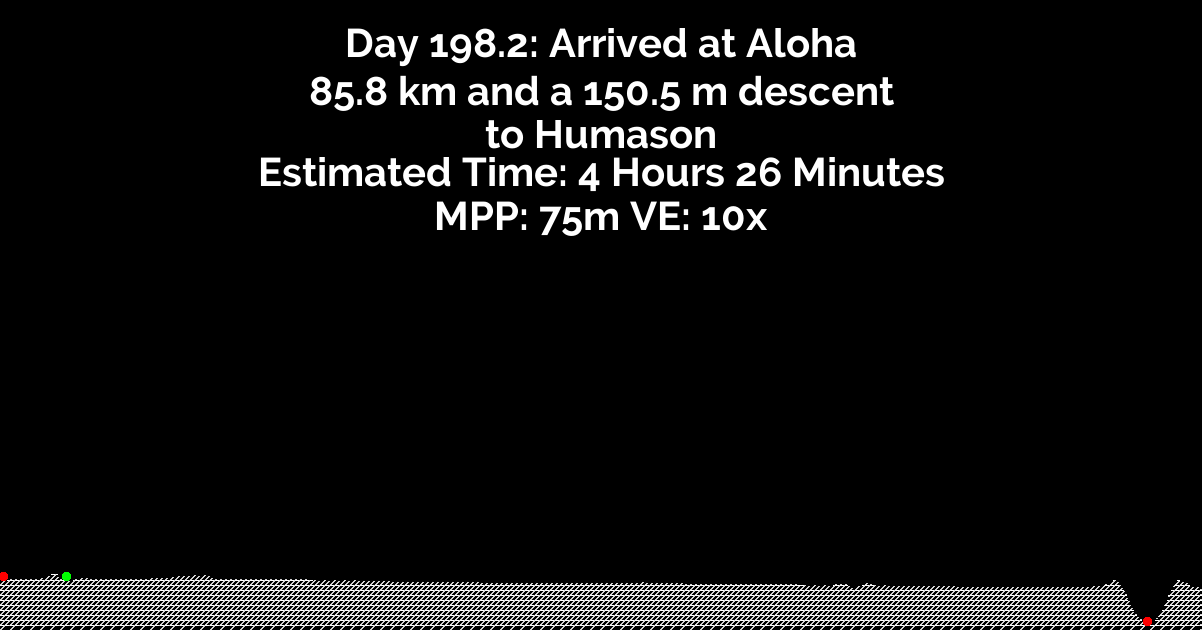 Day 198.2: Arrived at Aloha
85.8 km and a 150.5 m descent
to Humason
Estimated Time: 4 Hours 26 Minutes
MPP: 75m VE: 10x